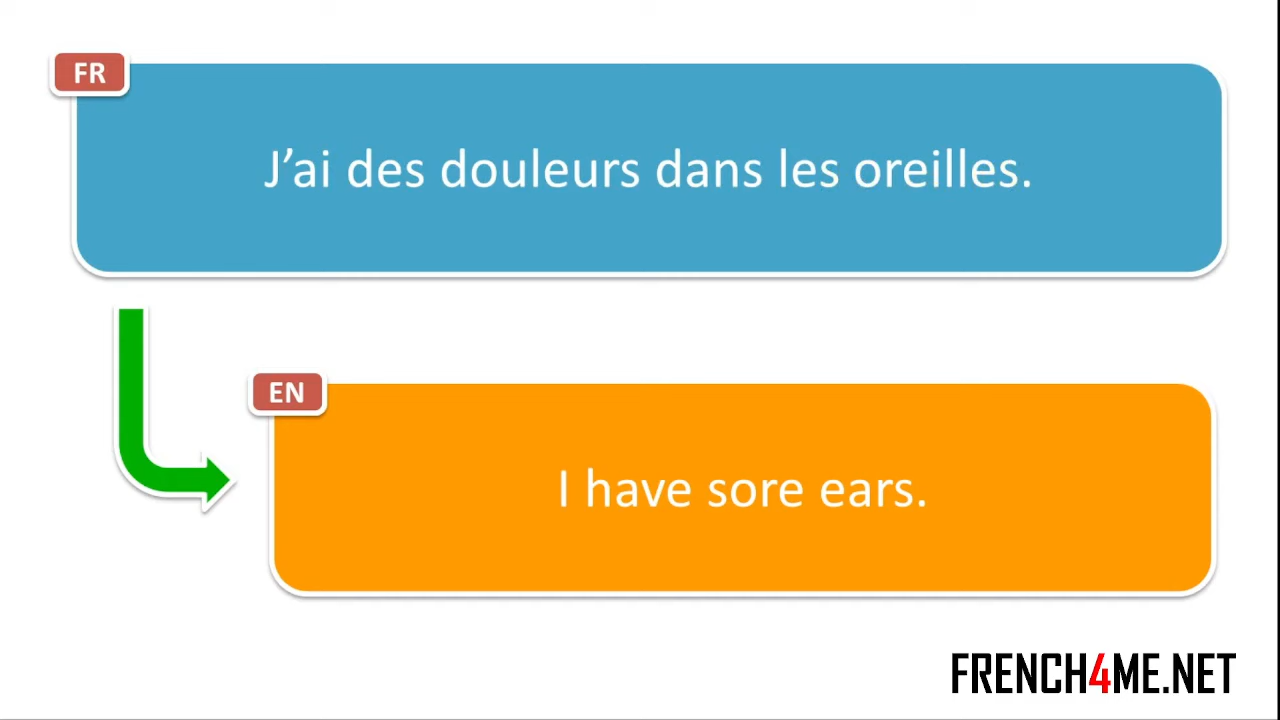 FR
J’ai des douleurs dans les oreilles.
EN
I have sore ears.
FRENCH4ME.NET